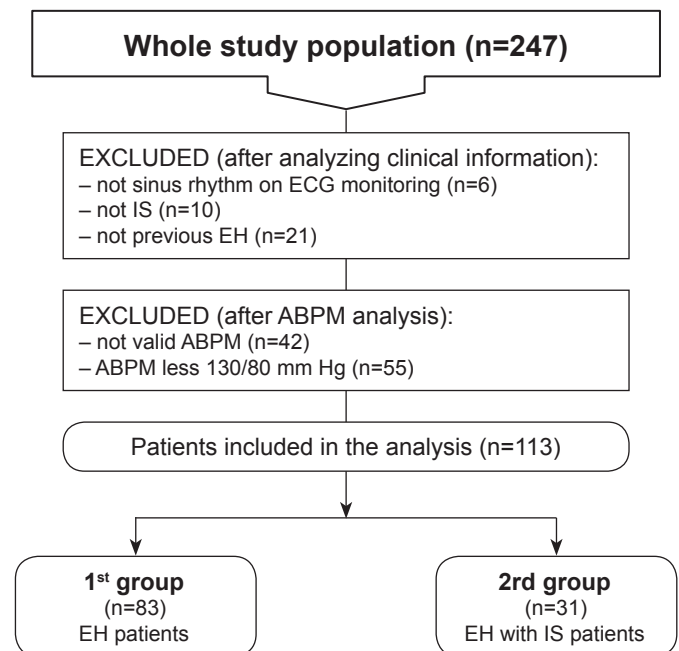 Whole study population (n=247)
EXCLUDED (after analyzing clinical information):
– not sinus rhythm on ECG monitoring (n=6)
– not IS (n=10)
– not previous EH (n=21)
EXCLUDED (after ABPM analysis):
– not valid ABPM (n=42)
– ABPM less 130/80 mm Hg (n=55)
Patients included in the analysis (n=113)
1st group
(n=83)
EH patients
2rd group
(n=31)
EH with IS patients